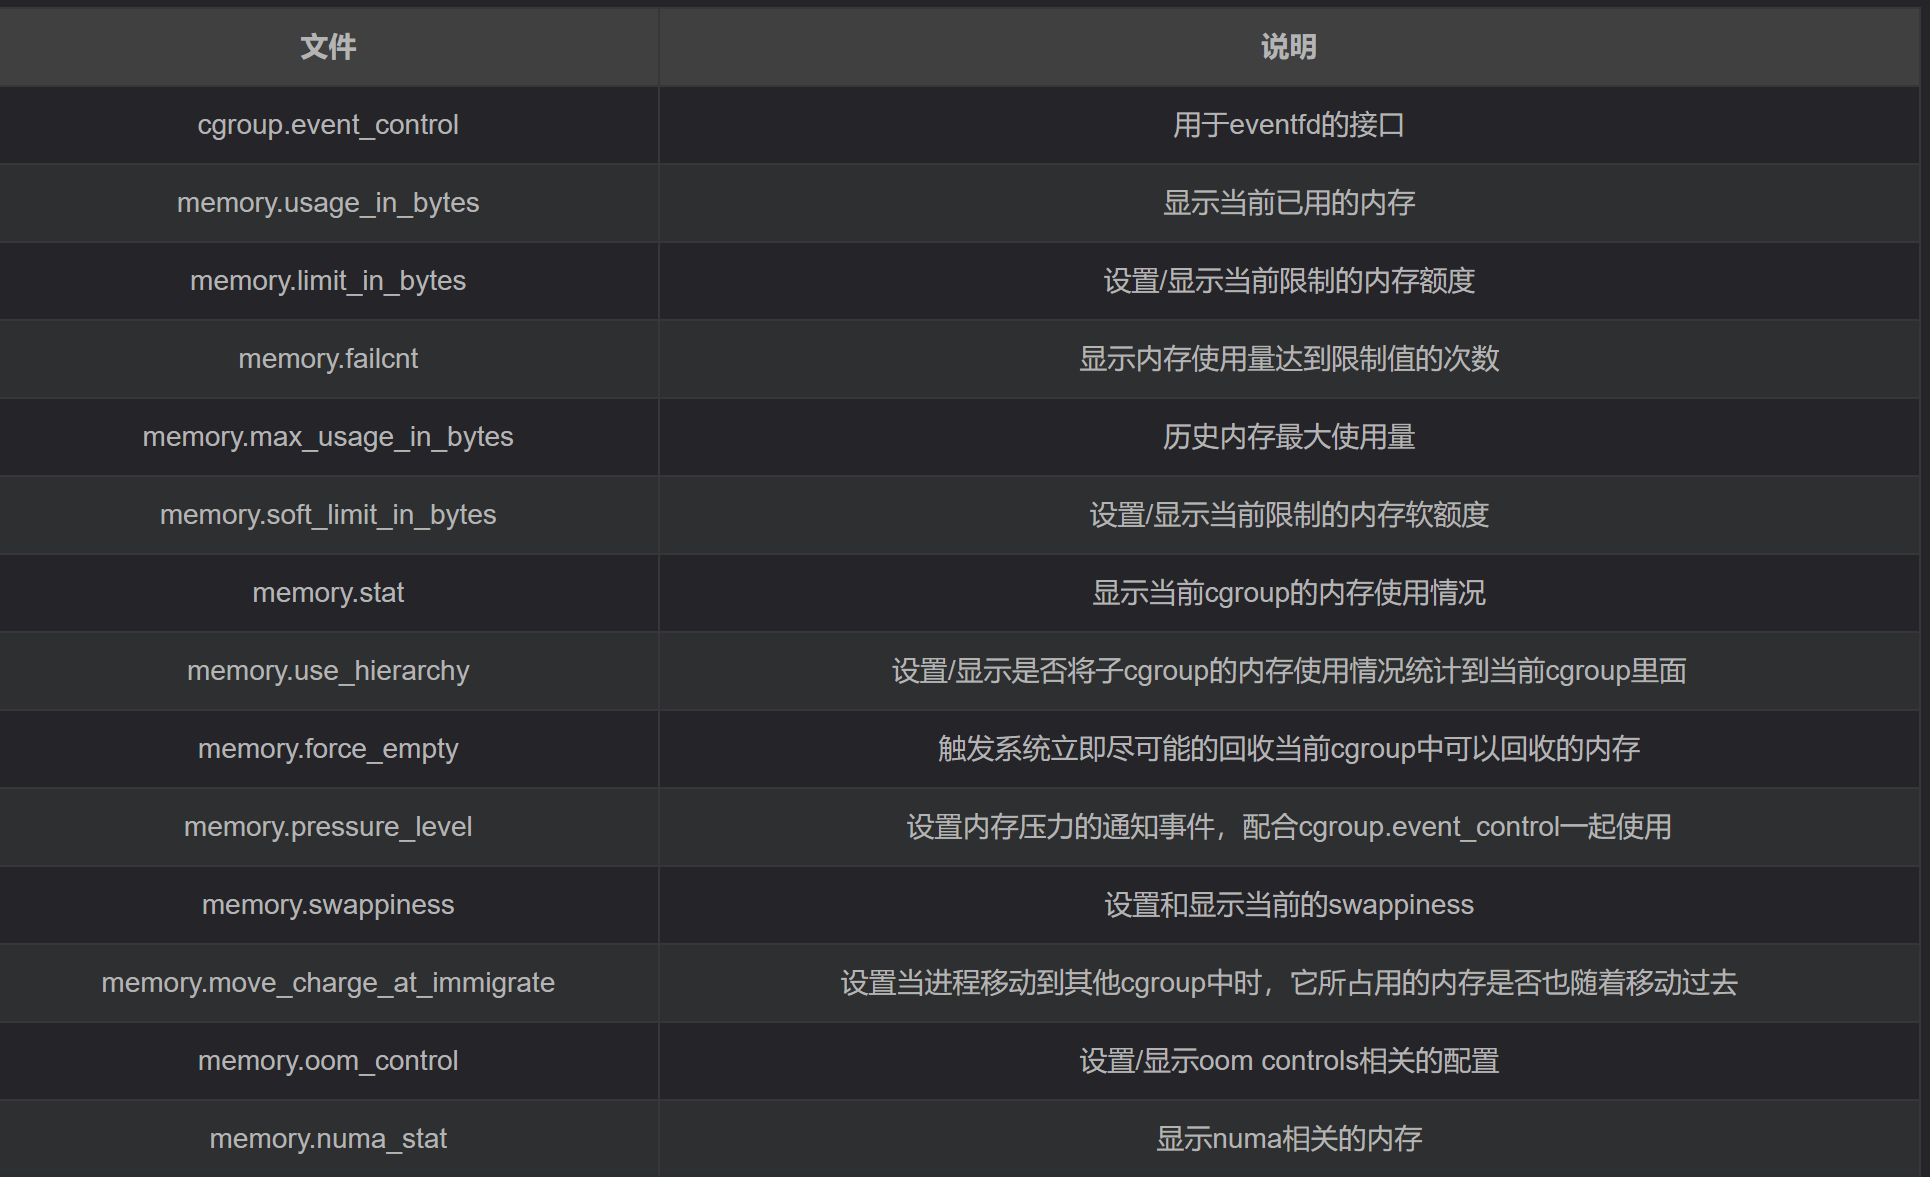 文件 说明
cgroup.event_control 用于eventfd的接口
memory.usage_in_bytes 显示当前已用的内存
memory.limit_in_bytes 设置/显示当前限制的内存额度
memory.failcnt 显示内存使用量达到限制值的次数
memory.max_usage_in_bytes 历史内存最大使用量
memory.soft_limit_in_bytes 设置/显示当前限制的内存软额度
memory.stat 显示当前cgroup的内存使用情况
memory.use_hierarchy 设置/显示是否将子cgroup的内存使用情况统计到当前cgroup里面
memory.force_empty 触发系统立即尽可能的回收当前cgroup中可以回收的内存
memory.pressure_level 设置内存压力的通知事件，配合cgroup.event_control一起使用
memory.swappiness 设置和显示当前的swappiness
memory.move_charge_at_immigrate 设置当进程移动到其他cgroup中时，它所占用的内存是否也随着移动过去
memory.oom_control 设置/显示oom controls相关的配置
memory.numa_stat 显示numa相关的内存